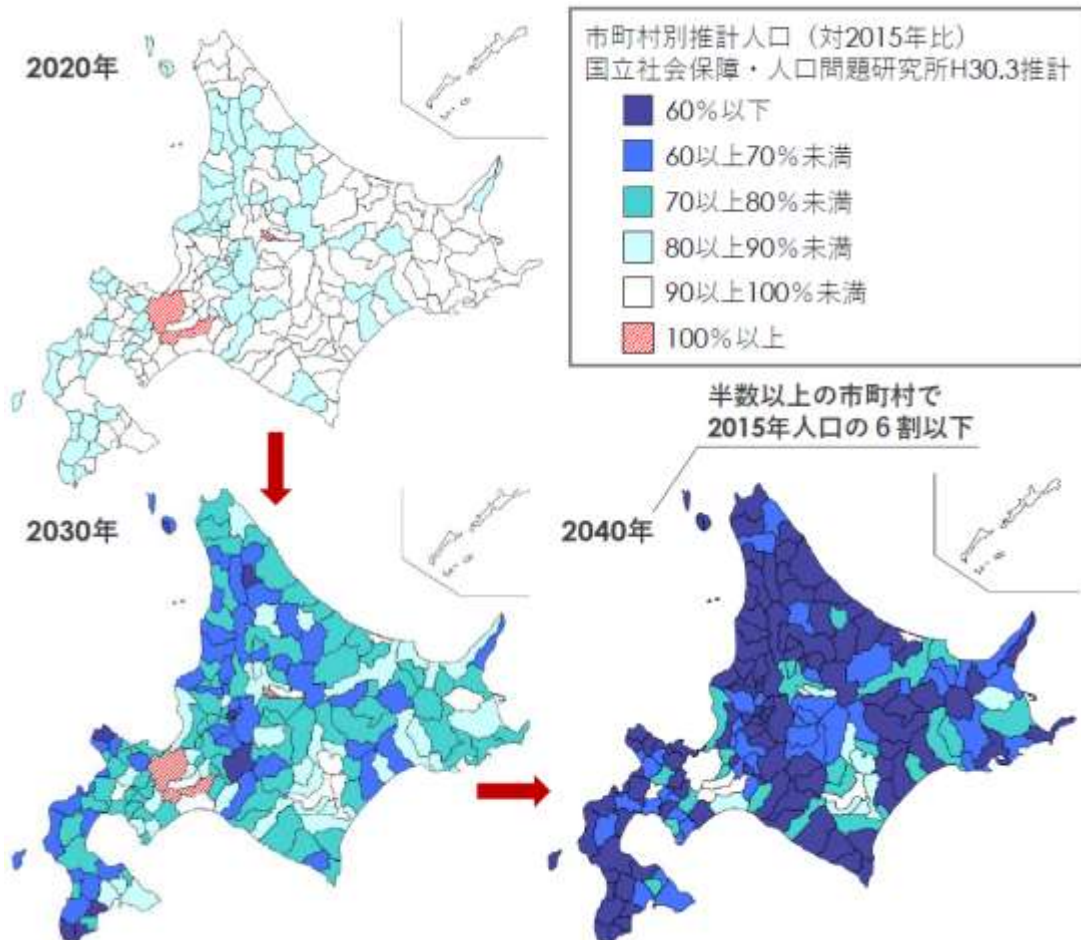 2020年
市町村別推計人口（対2015年比）
国立社会保障・人口問題研究所H30.3推計
60%以下
60以上70%未満
70以上80%未満
80以上90%未満
90以上100%未満
100%以上
半数以上の市町村で
2015年人口の６割以下
2030年
2040年